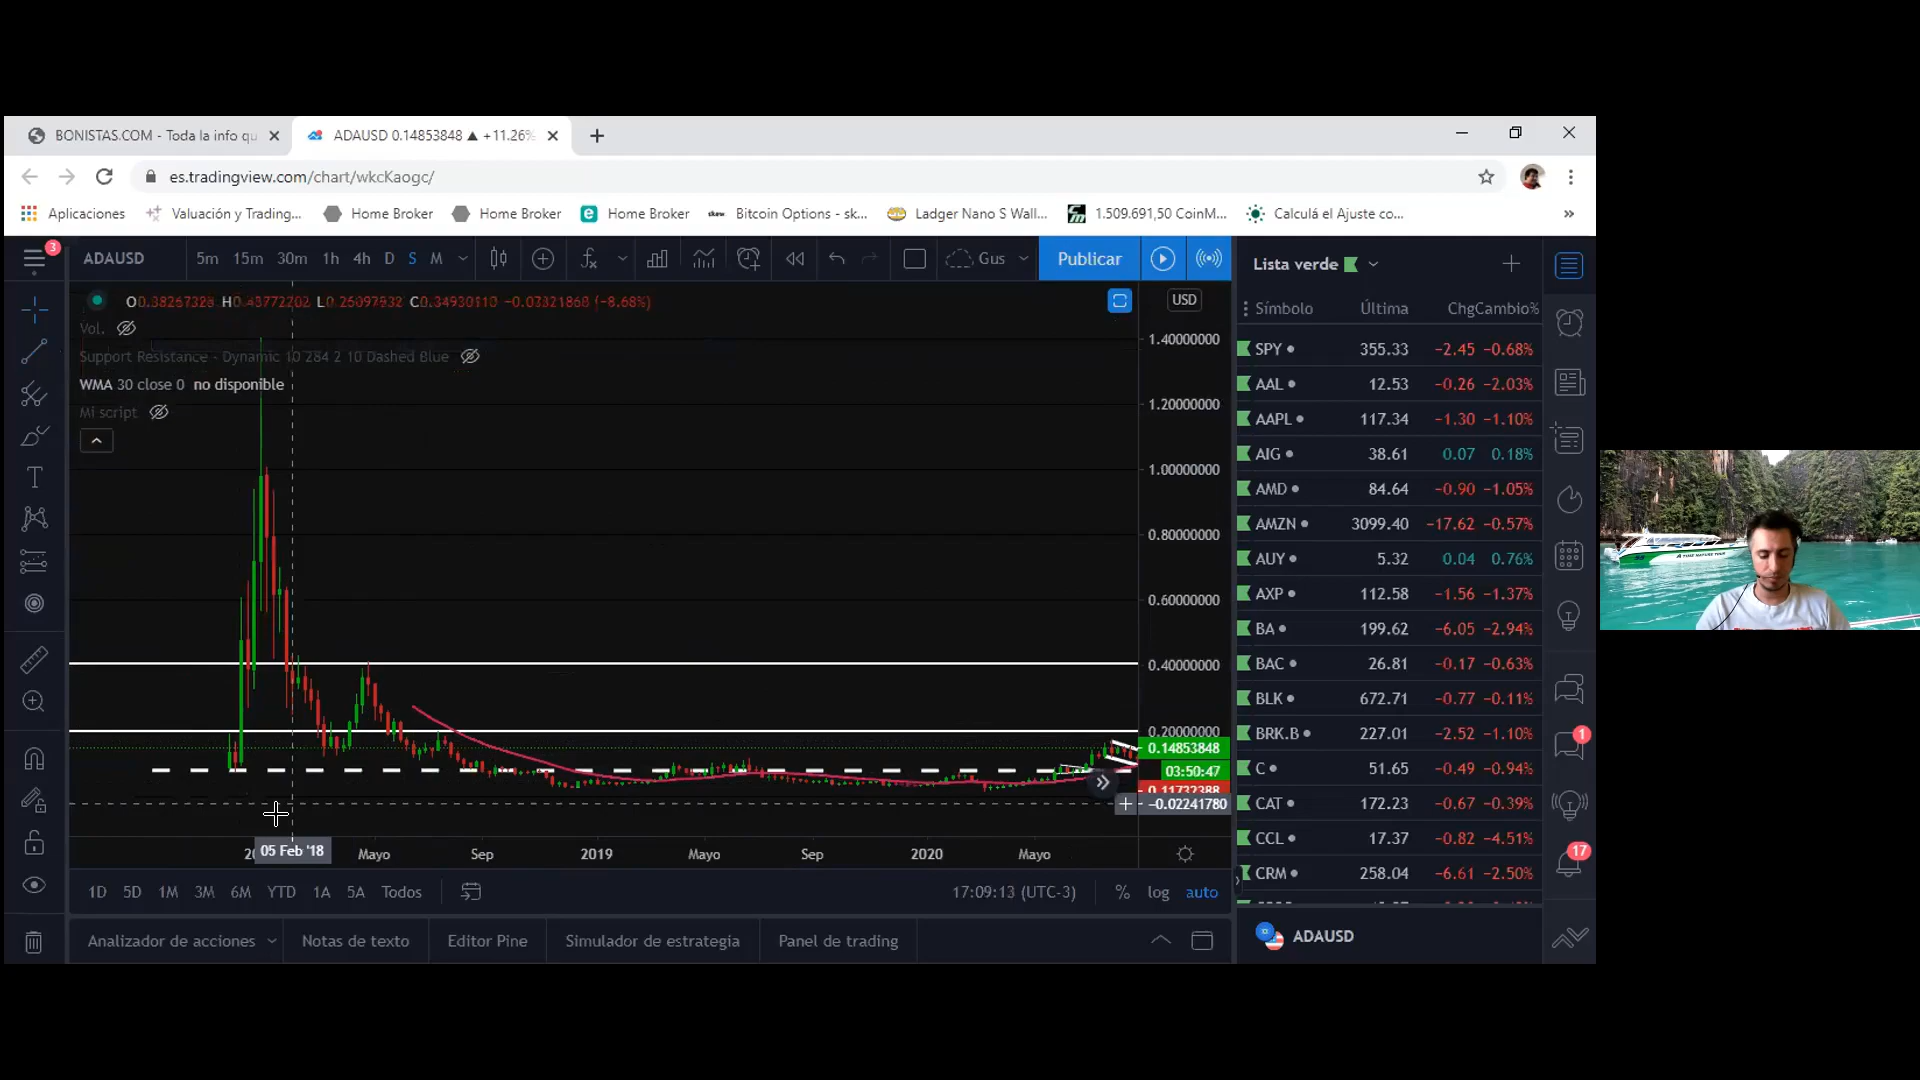 BONISTAS.COM - Toda la info qu
ADAUSD 0.14853848 ▲ +11.26%
es.tradingview.com/chart/wkcKaogc/
Aplicaciones
Valuación y Trading...
Home Broker
Home Broker
Home Broker
skew Bitcoin Options - sk...
Ladger Nano S Wall...
1.509.691,50 CoinM...
Calculá el Ajuste co...
3
ADAUSD 5m 15m 30m 1h 4h D S M
Gus
Publicar
Lista verde
O0.38267328 H0.43772202 L0.25097932 C0.34930110 −0.03321868 (−8.68%)
USD
Vol.
Support Resistance - Dynamic 10 284 2 10 Dashed Blue
WMA 30 close 0 no disponible
Mi script
1.40000000
1.20000000
1.00000000
0.80000000
0.60000000
0.40000000
0.20000000
0.14853848
03:50:47
0.11732388
−0.02241780
05 Feb '18
Mayo Sep 2019 Mayo Sep 2020 Mayo
1D 5D 1M 3M 6M YTD 1A 5A Todos
17:09:13 (UTC-3)
% log auto
Analizador de acciones
Notas de texto
Editor Pine
Simulador de estrategia
Panel de trading
Símbolo Última ChgCambio%
SPY 355.33 −2.45 −0.68%
AAL 12.53 −0.26 −2.03%
AAPL 117.34 −1.30 −1.10%
AIG 38.61 0.07 0.18%
AMD 84.64 −0.90 −1.05%
AMZN 3099.40 −17.62 −0.57%
AUY 5.32 0.04 0.76%
AXP 112.58 −1.56 −1.37%
BA 199.62 −6.05 −2.94%
BAC 26.81 −0.17 −0.63%
BLK 672.71 −0.77 −0.11%
BRK.B 227.01 −2.52 −1.10%
C 51.65 −0.49 −0.94%
CAT 172.23 −0.67 −0.39%
CCL 17.37 −0.82 −4.51%
CRM 258.04 −6.61 −2.50%
ADAUSD
1
17